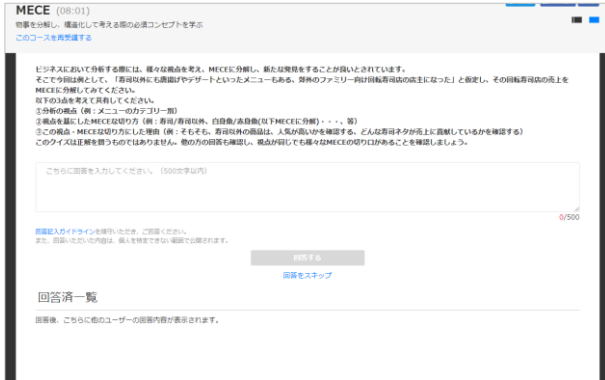 MECE (08:01)
物事を分解し、構造化して考える際の必須コンセプトを学ぶ
このコースを再受講する
ビジネスにおいて分析する際には、様々な視点を考え、MECEに分解し、新たな発見をすることが良いとされています。
そこで今回は例として、「寿司以外にも唐揚げやデザートといったメニューもある、郊外のファミリー向け回転寿司店の店主になった」と仮定し、その回転寿司店の売上を
MECEに分解してみてください。
以下の3点を考えて共有してください。
①分析の視点（例：メニューのカテゴリー別）
②視点を基にしたMECEな切り方（例：寿司/寿司以外、白身魚/赤身魚(以下MECEに分解)・・・、等）
③この視点・MECEな切り方にした理由（例：そもそも、寿司以外の商品は、人気が高いかを確認する、どんな寿司ネタが売上に貢献しているかを確認する）
このクイズは正解を問うものではありません。他の方の回答も確認し、視点が同じでも様々なMECEの切り口があることを確認しましょう。
こちらに回答を入力してください。（500文字以内）
0/500
回答記入ガイドラインを順守いただき、ご回答ください。
また、回答いただいた内容は、個人を特定できない範囲で公開されます。
回答する
回答をスキップ
回答済一覧
回答後、こちらに他のユーザーの回答内容が表示されます。